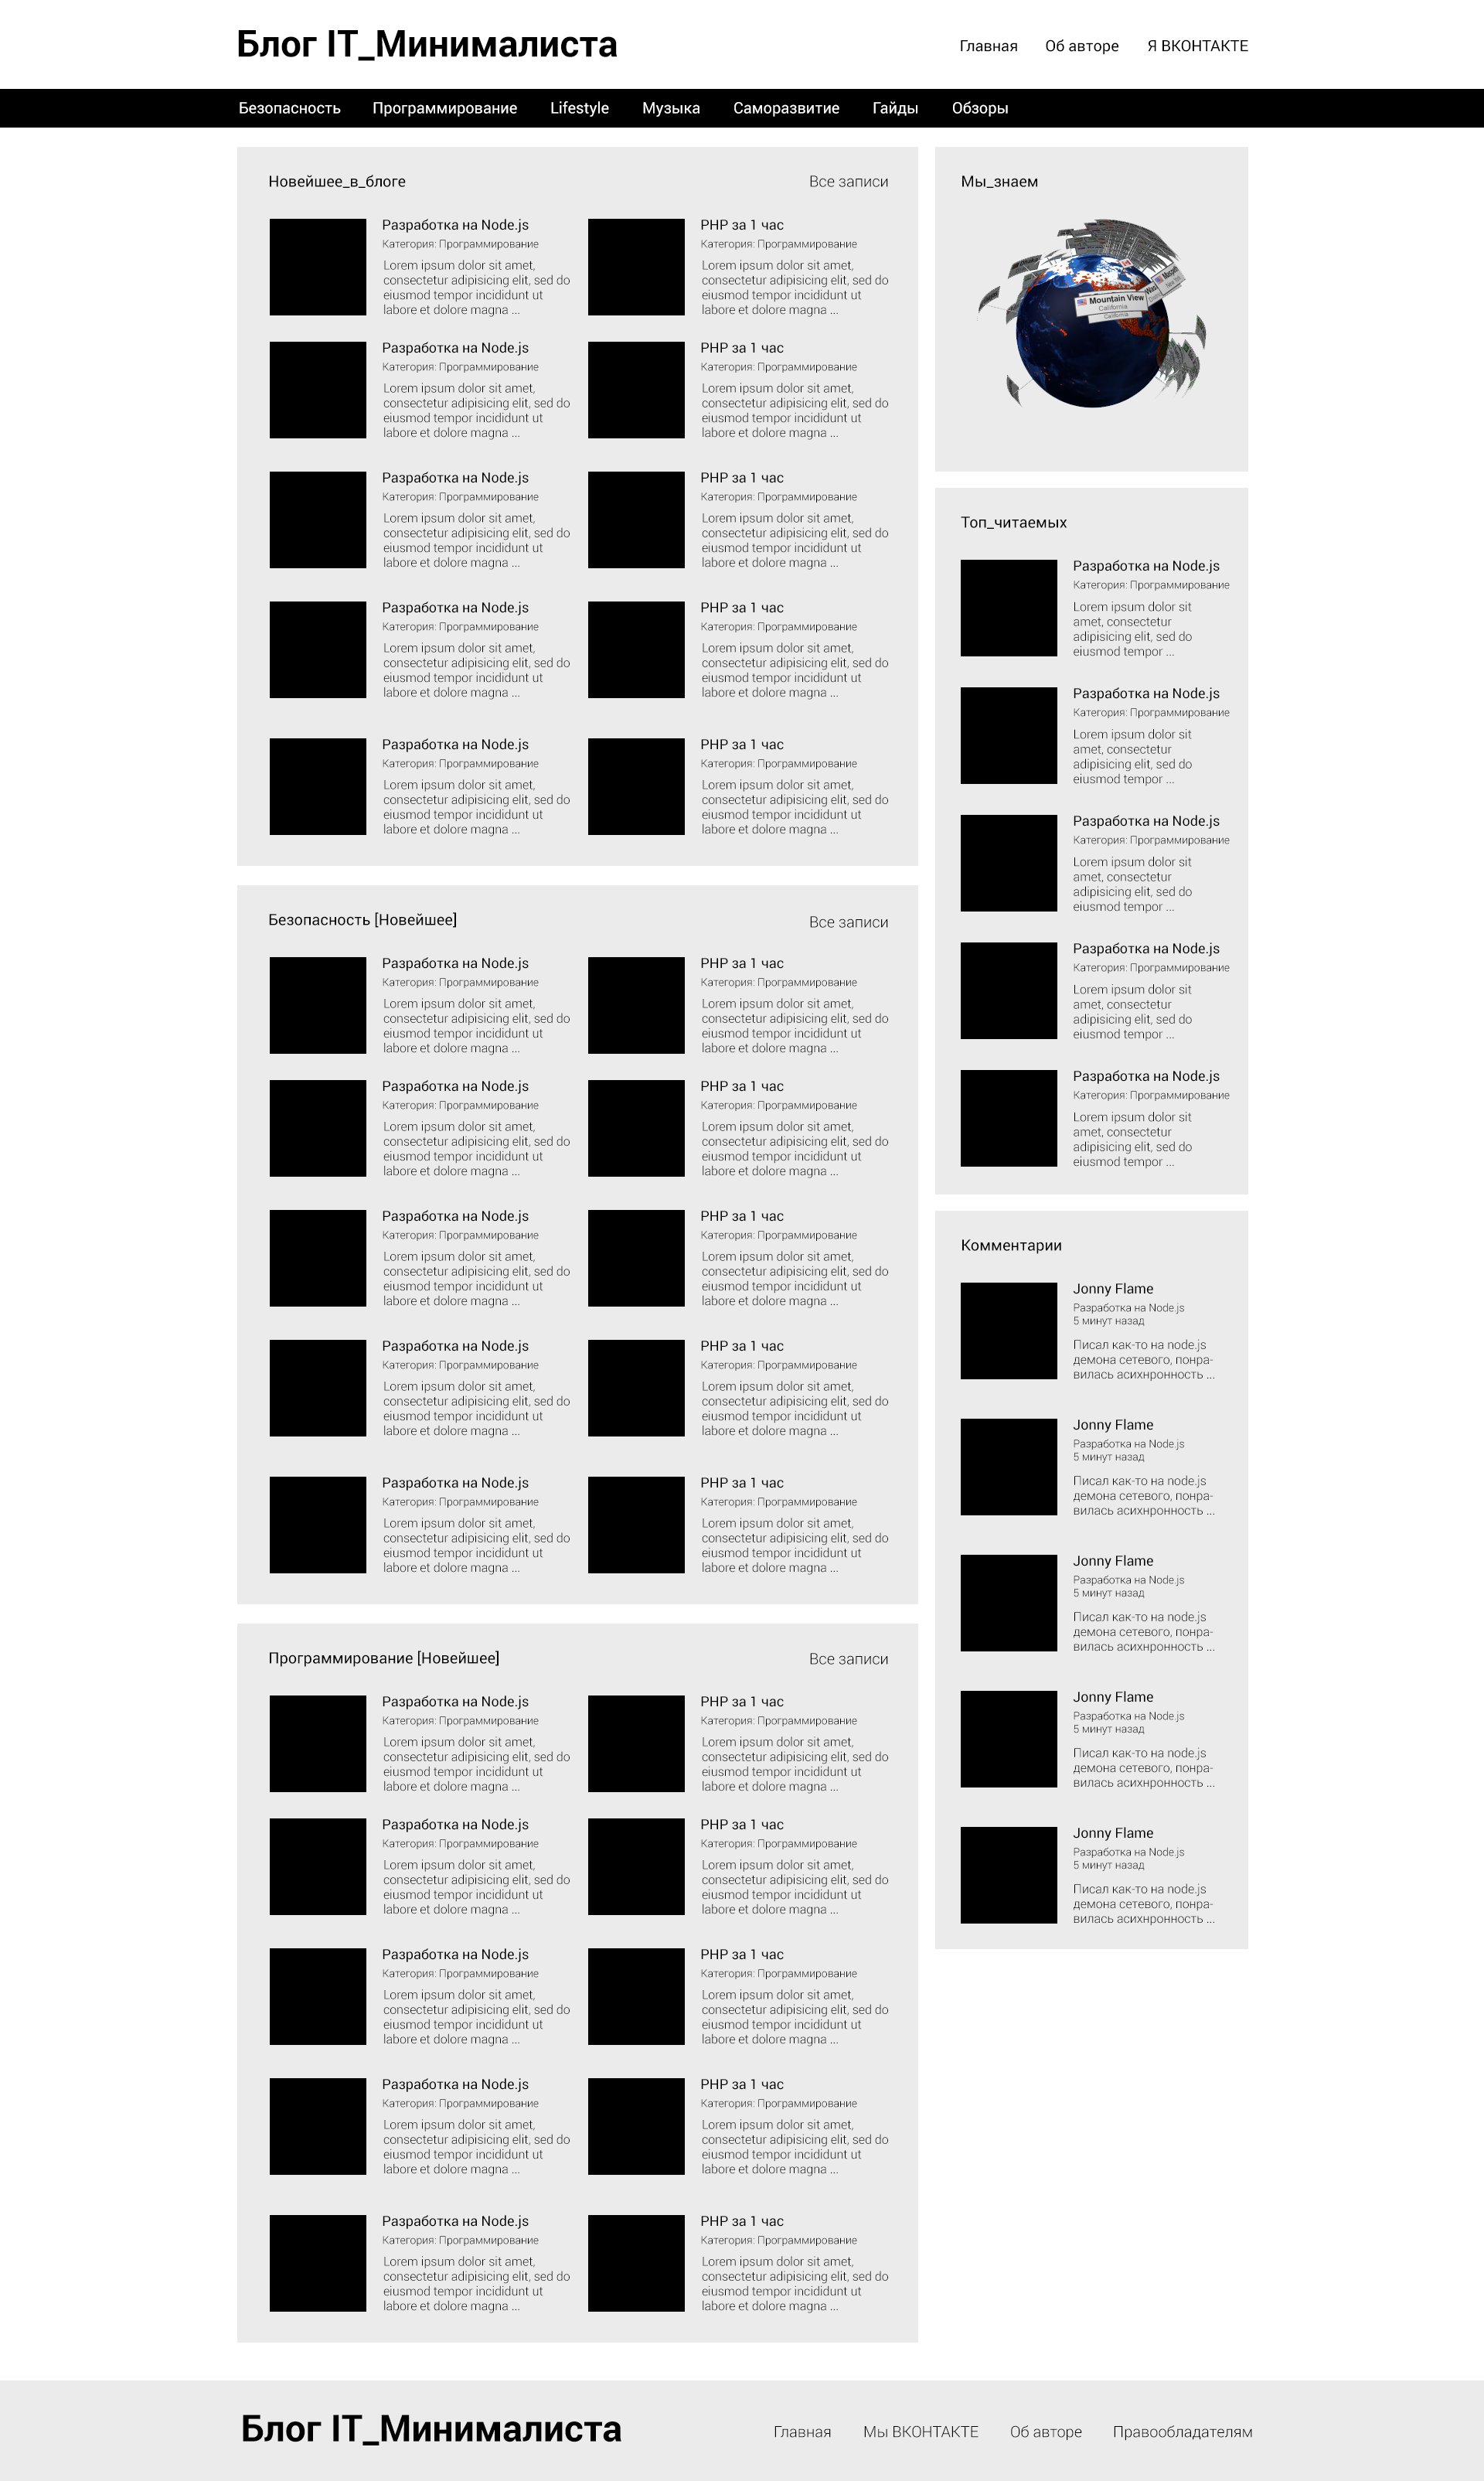 Блог IT_Минималиста
Главная Об авторе Я ВКОНТАКТЕ
Безопасность Программирование Lifestyle Музыка Саморазвитие Гайды Обзоры
Новейшее_в_блоге Все записи
Разработка на Node.js
Категория: Программирование
Lorem ipsum dolor sit amet,
consectetur adipisicing elit, sed do
eiusmod tempor incididunt ut
labore et dolore magna ...
PHP за 1 час
Категория: Программирование
Lorem ipsum dolor sit amet,
consectetur adipisicing elit, sed do
eiusmod tempor incididunt ut
labore et dolore magna ...
Разработка на Node.js
Категория: Программирование
Lorem ipsum dolor sit amet,
consectetur adipisicing elit, sed do
eiusmod tempor incididunt ut
labore et dolore magna ...
PHP за 1 час
Категория: Программирование
Lorem ipsum dolor sit amet,
consectetur adipisicing elit, sed do
eiusmod tempor incididunt ut
labore et dolore magna ...
Разработка на Node.js
Категория: Программирование
Lorem ipsum dolor sit amet,
consectetur adipisicing elit, sed do
eiusmod tempor incididunt ut
labore et dolore magna ...
PHP за 1 час
Категория: Программирование
Lorem ipsum dolor sit amet,
consectetur adipisicing elit, sed do
eiusmod tempor incididunt ut
labore et dolore magna ...
Разработка на Node.js
Категория: Программирование
Lorem ipsum dolor sit amet,
consectetur adipisicing elit, sed do
eiusmod tempor incididunt ut
labore et dolore magna ...
PHP за 1 час
Категория: Программирование
Lorem ipsum dolor sit amet,
consectetur adipisicing elit, sed do
eiusmod tempor incididunt ut
labore et dolore magna ...
Разработка на Node.js
Категория: Программирование
Lorem ipsum dolor sit amet,
consectetur adipisicing elit, sed do
eiusmod tempor incididunt ut
labore et dolore magna ...
PHP за 1 час
Категория: Программирование
Lorem ipsum dolor sit amet,
consectetur adipisicing elit, sed do
eiusmod tempor incididunt ut
labore et dolore magna ...
Безопасность [Новейшее] Все записи
Разработка на Node.js
Категория: Программирование
Lorem ipsum dolor sit amet,
consectetur adipisicing elit, sed do
eiusmod tempor incididunt ut
labore et dolore magna ...
PHP за 1 час
Категория: Программирование
Lorem ipsum dolor sit amet,
consectetur adipisicing elit, sed do
eiusmod tempor incididunt ut
labore et dolore magna ...
Разработка на Node.js
Категория: Программирование
Lorem ipsum dolor sit amet,
consectetur adipisicing elit, sed do
eiusmod tempor incididunt ut
labore et dolore magna ...
PHP за 1 час
Категория: Программирование
Lorem ipsum dolor sit amet,
consectetur adipisicing elit, sed do
eiusmod tempor incididunt ut
labore et dolore magna ...
Разработка на Node.js
Категория: Программирование
Lorem ipsum dolor sit amet,
consectetur adipisicing elit, sed do
eiusmod tempor incididunt ut
labore et dolore magna ...
PHP за 1 час
Категория: Программирование
Lorem ipsum dolor sit amet,
consectetur adipisicing elit, sed do
eiusmod tempor incididunt ut
labore et dolore magna ...
Разработка на Node.js
Категория: Программирование
Lorem ipsum dolor sit amet,
consectetur adipisicing elit, sed do
eiusmod tempor incididunt ut
labore et dolore magna ...
PHP за 1 час
Категория: Программирование
Lorem ipsum dolor sit amet,
consectetur adipisicing elit, sed do
eiusmod tempor incididunt ut
labore et dolore magna ...
Разработка на Node.js
Категория: Программирование
Lorem ipsum dolor sit amet,
consectetur adipisicing elit, sed do
eiusmod tempor incididunt ut
labore et dolore magna ...
PHP за 1 час
Категория: Программирование
Lorem ipsum dolor sit amet,
consectetur adipisicing elit, sed do
eiusmod tempor incididunt ut
labore et dolore magna ...
Программирование [Новейшее] Все записи
Разработка на Node.js
Категория: Программирование
Lorem ipsum dolor sit amet,
consectetur adipisicing elit, sed do
eiusmod tempor incididunt ut
labore et dolore magna ...
PHP за 1 час
Категория: Программирование
Lorem ipsum dolor sit amet,
consectetur adipisicing elit, sed do
eiusmod tempor incididunt ut
labore et dolore magna ...
Разработка на Node.js
Категория: Программирование
Lorem ipsum dolor sit amet,
consectetur adipisicing elit, sed do
eiusmod tempor incididunt ut
labore et dolore magna ...
PHP за 1 час
Категория: Программирование
Lorem ipsum dolor sit amet,
consectetur adipisicing elit, sed do
eiusmod tempor incididunt ut
labore et dolore magna ...
Разработка на Node.js
Категория: Программирование
Lorem ipsum dolor sit amet,
consectetur adipisicing elit, sed do
eiusmod tempor incididunt ut
labore et dolore magna ...
PHP за 1 час
Категория: Программирование
Lorem ipsum dolor sit amet,
consectetur adipisicing elit, sed do
eiusmod tempor incididunt ut
labore et dolore magna ...
Разработка на Node.js
Категория: Программирование
Lorem ipsum dolor sit amet,
consectetur adipisicing elit, sed do
eiusmod tempor incididunt ut
labore et dolore magna ...
PHP за 1 час
Категория: Программирование
Lorem ipsum dolor sit amet,
consectetur adipisicing elit, sed do
eiusmod tempor incididunt ut
labore et dolore magna ...
Разработка на Node.js
Категория: Программирование
Lorem ipsum dolor sit amet,
consectetur adipisicing elit, sed do
eiusmod tempor incididunt ut
labore et dolore magna ...
PHP за 1 час
Категория: Программирование
Lorem ipsum dolor sit amet,
consectetur adipisicing elit, sed do
eiusmod tempor incididunt ut
labore et dolore magna ...
Мы_знаем
Mountain View
California
California
Топ_читаемых
Разработка на Node.js
Категория: Программирование
Lorem ipsum dolor sit
amet, consectetur
adipisicing elit, sed do
eiusmod tempor ...
Разработка на Node.js
Категория: Программирование
Lorem ipsum dolor sit
amet, consectetur
adipisicing elit, sed do
eiusmod tempor ...
Разработка на Node.js
Категория: Программирование
Lorem ipsum dolor sit
amet, consectetur
adipisicing elit, sed do
eiusmod tempor ...
Разработка на Node.js
Категория: Программирование
Lorem ipsum dolor sit
amet, consectetur
adipisicing elit, sed do
eiusmod tempor ...
Разработка на Node.js
Категория: Программирование
Lorem ipsum dolor sit
amet, consectetur
adipisicing elit, sed do
eiusmod tempor ...
Комментарии
Jonny Flame
Разработка на Node.js
5 минут назад
Писал как-то на node.js
демона сетевого, понра-
вилась асихнронность ...
Jonny Flame
Разработка на Node.js
5 минут назад
Писал как-то на node.js
демона сетевого, понра-
вилась асихнронность ...
Jonny Flame
Разработка на Node.js
5 минут назад
Писал как-то на node.js
демона сетевого, понра-
вилась асихнронность ...
Jonny Flame
Разработка на Node.js
5 минут назад
Писал как-то на node.js
демона сетевого, понра-
вилась асихнронность ...
Jonny Flame
Разработка на Node.js
5 минут назад
Писал как-то на node.js
демона сетевого, понра-
вилась асихнронность ...
Блог IT_Минималиста
Главная Мы ВКОНТАКТЕ Об авторе Правообладателям